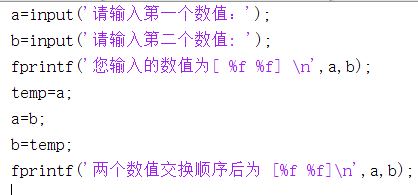 a=input('请输入第一个数值：');
b=input('请输入第二个数值：');
fprintf('您输入的数值为[ %f %f] \n',a,b);
temp=a;
a=b;
b=temp;
fprintf('两个数值交换顺序后为 [%f %f]\n',a,b);